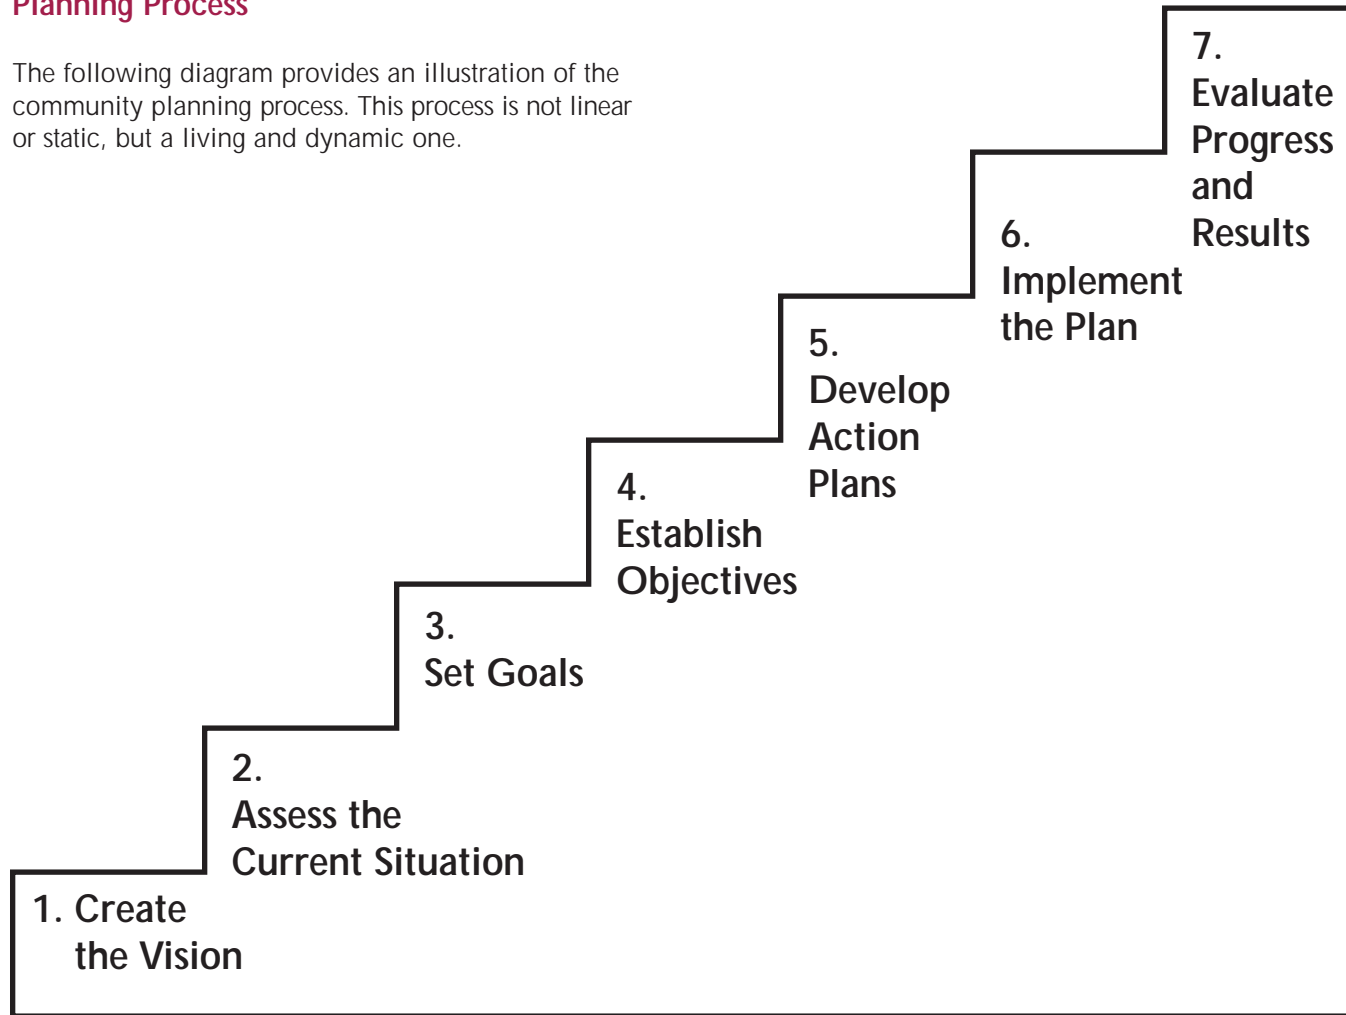 Planning Process
The following diagram provides an illustration of the
community planning process. This process is not linear
or static, but a living and dynamic one.
1. Create
the Vision
2.
Assess the
Current Situation
3.
Set Goals
4.
Establish
Objectives
5.
Develop
Action
Plans
6.
Implement
the Plan
7.
Evaluate
Progress
and
Results